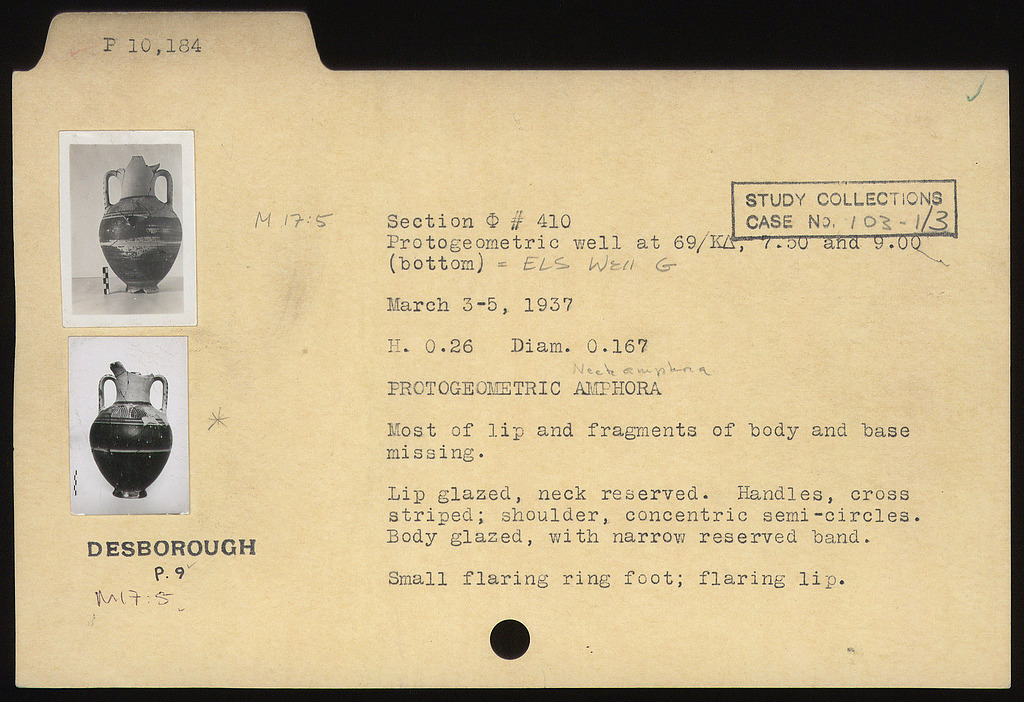 P 10,184
STUDY COLLECTIONS
CASE No. 103-1/3
M 17:5
Section Φ # 410
Protogeometric well at 69/ΚΔ, 7.50 and 9.00
(bottom) = ELS Well G
March 3-5, 1937
H. 0.26 Diam. 0.167
Neck amphora
PROTOGEOMETRIC AMPHORA
Most of lip and fragments of body and base
missing.
Lip glazed, neck reserved. Handles, cross
striped; shoulder, concentric semi-circles.
Body glazed, with narrow reserved band.
Small flaring ring foot; flaring lip.
DESBOROUGH
P. 9
M17:5